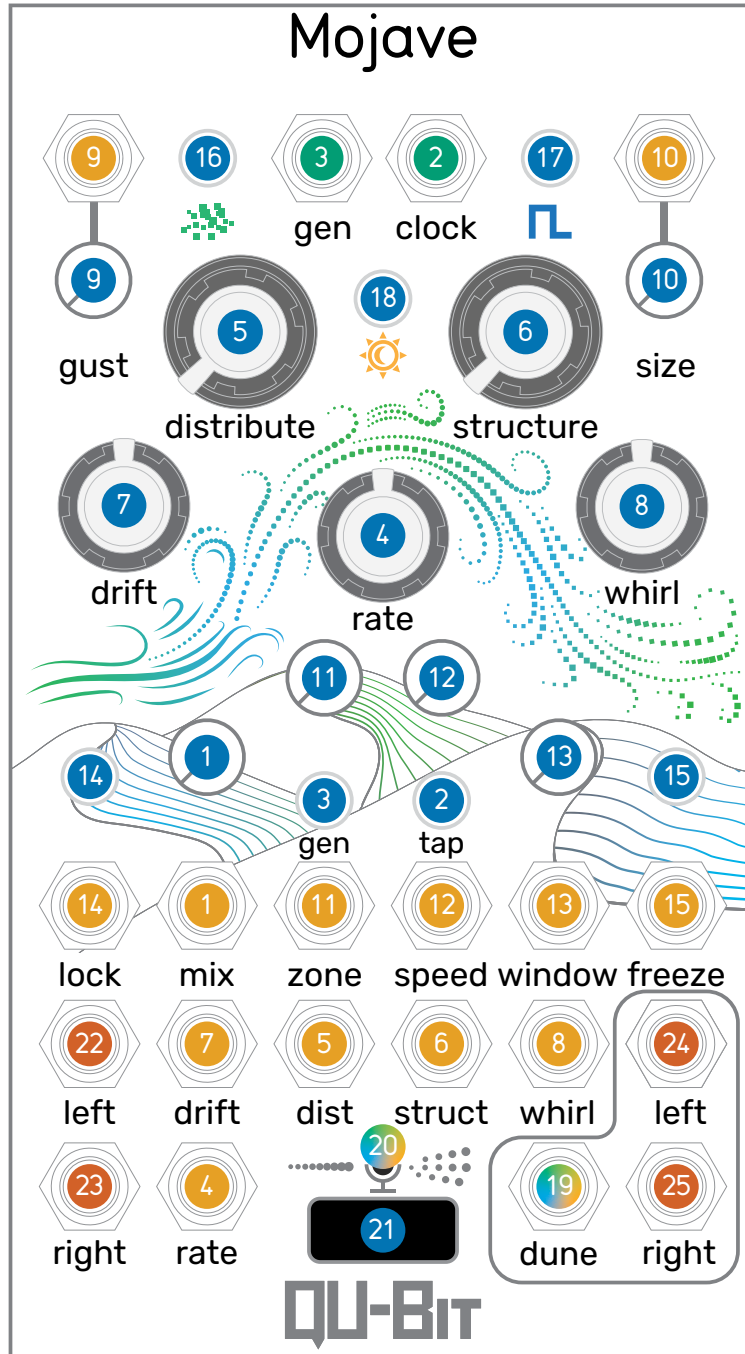 Mojave
9 16 3 2 17 10
gen clock
9 18 10
5 6
gust size
distribute structure
7 4 8
drift whirl
rate
11 12
14 1 13 15
3 2
gen tap
14 1 11 12 13 15
lock mix zone speed window freeze
22 7 5 6 8 24
left drift dist struct whirl left
20
23 4 19 25
21
right rate dune right
QU-BIT